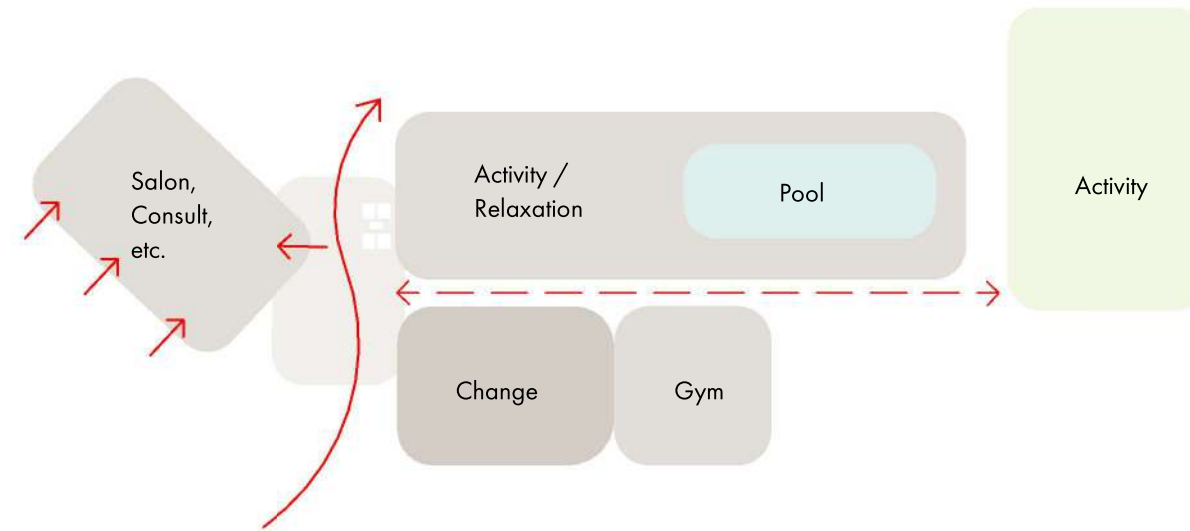 Salon,
Consult,
etc.
Activity /
Relaxation
Pool
Activity
Change
Gym